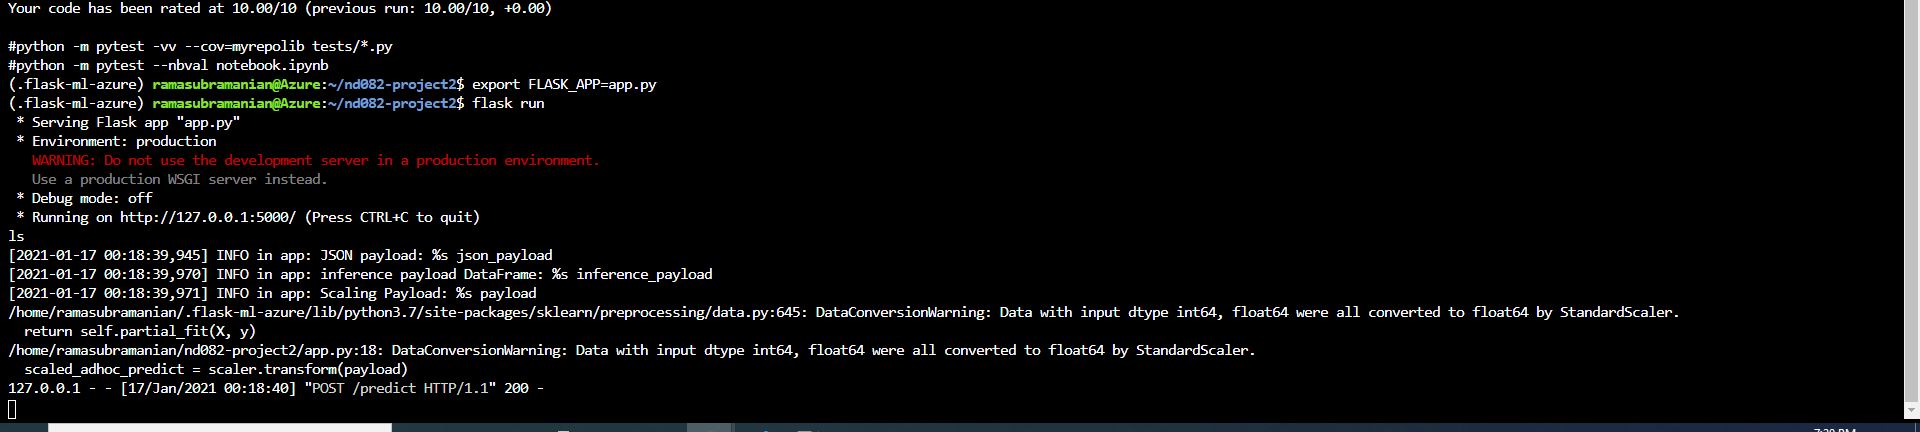 Your code has been rated at 10.00/10 (previous run: 10.00/10, +0.00)
#python -m pytest -vv --cov=myrepolib tests/*.py
#python -m pytest --nbval notebook.ipynb
(.flask-ml-azure) ramasubramanian@Azure:~/nd082-project2$ export FLASK_APP=app.py
(.flask-ml-azure) ramasubramanian@Azure:~/nd082-project2$ flask run
* Serving Flask app "app.py"
* Environment: production
WARNING: Do not use the development server in a production environment.
Use a production WSGI server instead.
* Debug mode: off
* Running on http://127.0.0.1:5000/ (Press CTRL+C to quit)
ls
[2021-01-17 00:18:39,945] INFO in app: JSON payload: %s json_payload
[2021-01-17 00:18:39,970] INFO in app: inference payload DataFrame: %s inference_payload
[2021-01-17 00:18:39,971] INFO in app: Scaling Payload: %s payload
/home/ramasubramanian/.flask-ml-azure/lib/python3.7/site-packages/sklearn/preprocessing/data.py:645: DataConversionWarning: Data with input dtype int64, float64 were all converted to float64 by StandardScaler.
return self.partial_fit(X, y)
/home/ramasubramanian/nd082-project2/app.py:18: DataConversionWarning: Data with input dtype int64, float64 were all converted to float64 by StandardScaler.
scaled_adhoc_predict = scaler.transform(payload)
127.0.0.1 - - [17/Jan/2021 00:18:40] "POST /predict HTTP/1.1" 200 -